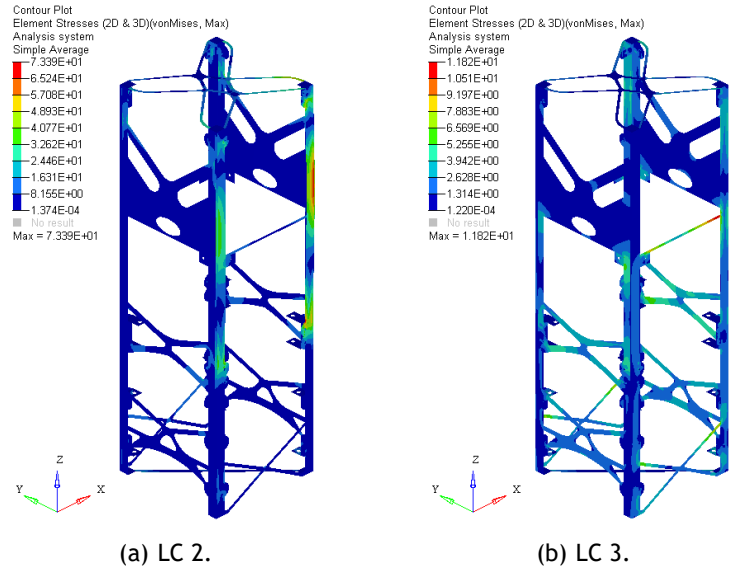 Contour Plot
Element Stresses (2D & 3D)(vonMises, Max)
Analysis system
Simple Average
7.339E+01
6.524E+01
5.708E+01
4.893E+01
4.077E+01
3.262E+01
2.446E+01
1.631E+01
8.155E+00
1.374E-04
No result
Max = 7.339E+01
Z
Y
X
(a) LC 2.
Contour Plot
Element Stresses (2D & 3D)(vonMises, Max)
Analysis system
Simple Average
1.182E+01
1.051E+01
9.197E+00
7.883E+00
6.569E+00
5.255E+00
3.942E+00
2.628E+00
1.314E+00
1.220E-04
No result
Max = 1.182E+01
Z
Y
X
(b) LC 3.